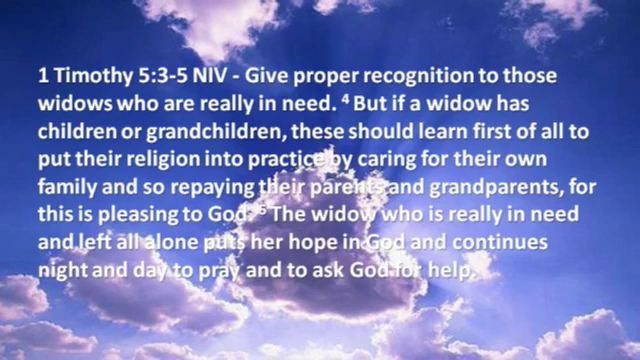 1 Timothy 5:3-5 NIV - Give proper recognition to those
widows who are really in need. ⁴ But if a widow has
children or grandchildren, these should learn first of all to
put their religion into practice by caring for their own
family and so repaying their parents and grandparents, for
this is pleasing to God. ⁵ The widow who is really in need
and left all alone puts her hope in God and continues
night and day to pray and to ask God for help.